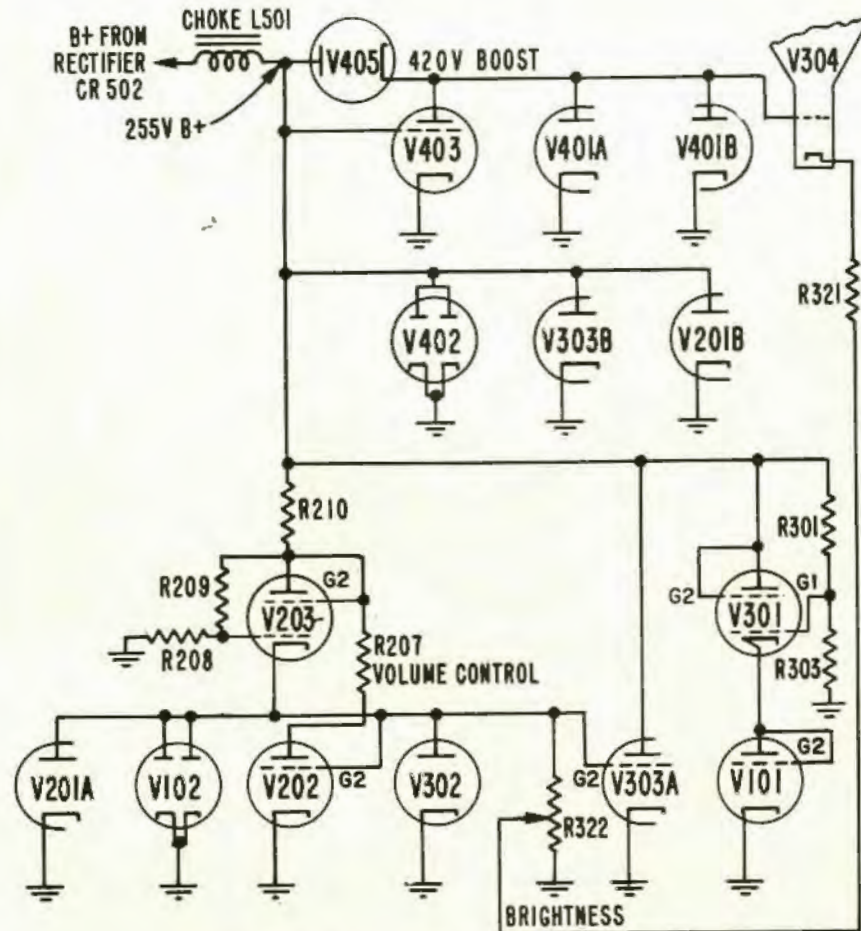 CHOKE L501
B+ FROM
RECTIFIER
CR 502
255V B+
V405
420V BOOST
V304
V403
V401A
V401B
R321
V402
V303B
V201B
R210
R301
R209
G2
V203
G2
V301
G1
R208
R207
VOLUME CONTROL
R303
V201A
V102
V202
G2
V302
R322
G2
V303A
V101
G2
BRIGHTNESS